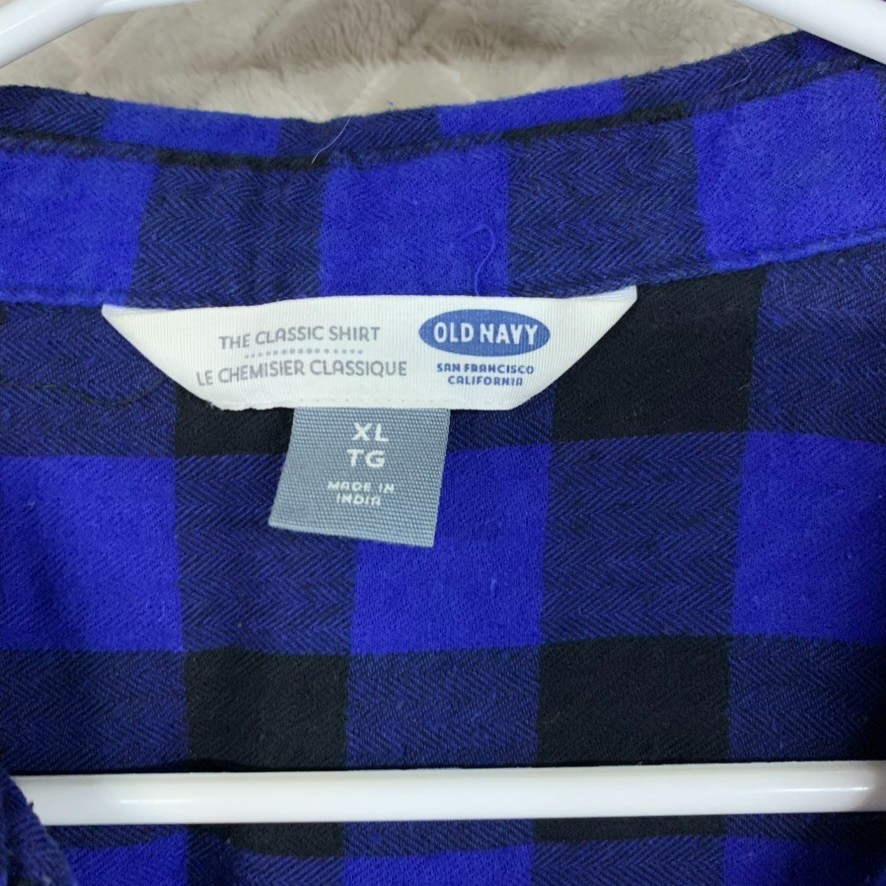 THE CLASSIC SHIRT
LE CHEMISIER CLASSIQUE
OLD NAVY
SAN FRANCISCO
CALIFORNIA
XL
TG
MADE IN
INDIA